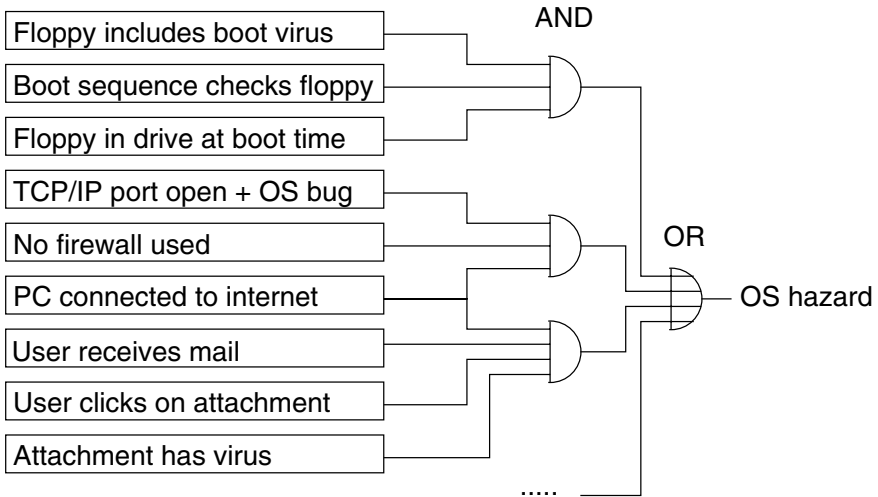 AND
Floppy includes boot virus
Boot sequence checks floppy
Floppy in drive at boot time
TCP/IP port open + OS bug
No firewall used
OR
PC connected to internet
OS hazard
User receives mail
User clicks on attachment
Attachment has virus
.....